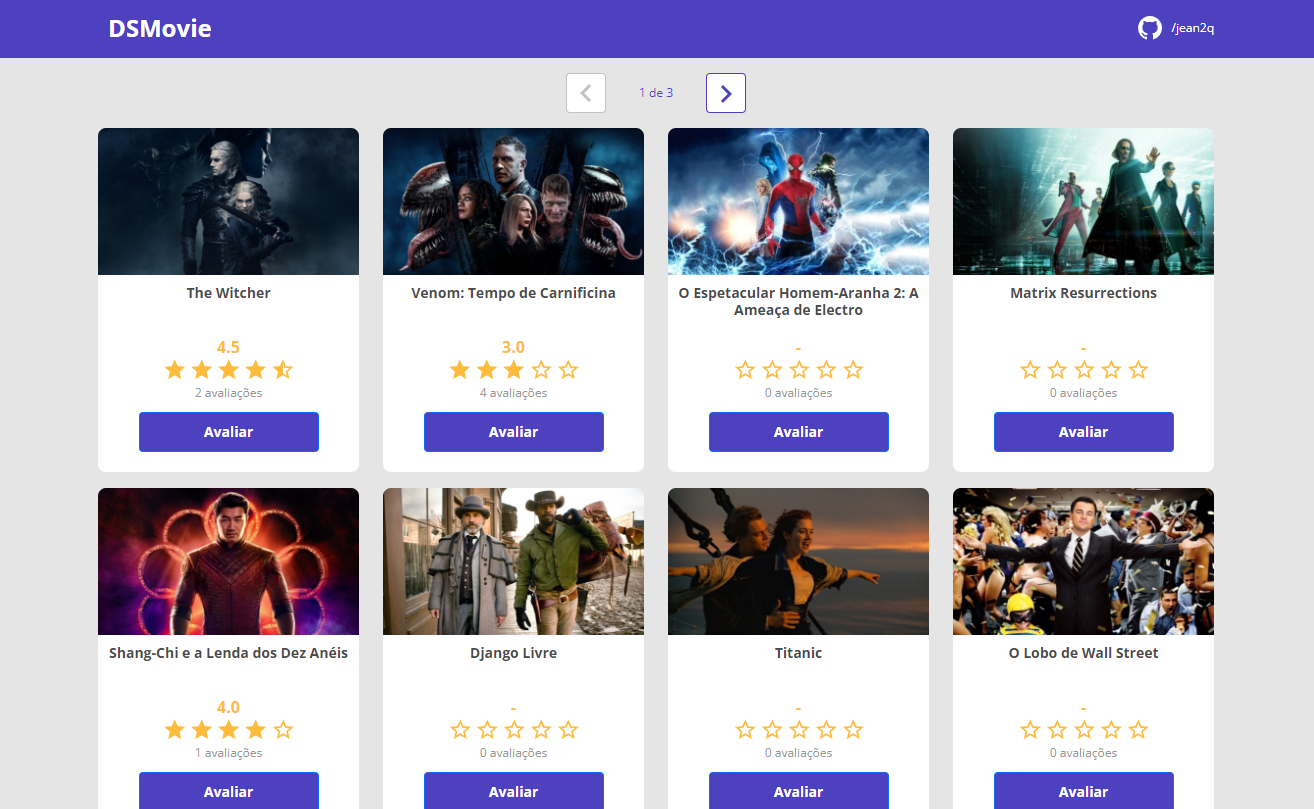 DSMovie
/jean2q
1 de 3
The Witcher
4.5
2 avaliações
Avaliar
Venom: Tempo de Carnificina
3.0
4 avaliações
Avaliar
O Espetacular Homem-Aranha 2: A
Ameaça de Electro
-
0 avaliações
Avaliar
Matrix Resurrections
-
0 avaliações
Avaliar
Shang-Chi e a Lenda dos Dez Anéis
4.0
1 avaliações
Avaliar
Django Livre
-
0 avaliações
Avaliar
Titanic
-
0 avaliações
Avaliar
O Lobo de Wall Street
-
0 avaliações
Avaliar